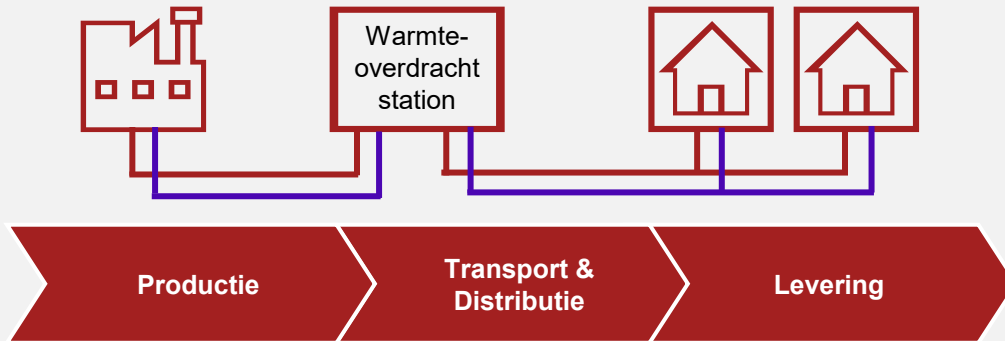 Warmte-
overdracht
station
Productie
Transport &
Distributie
Levering